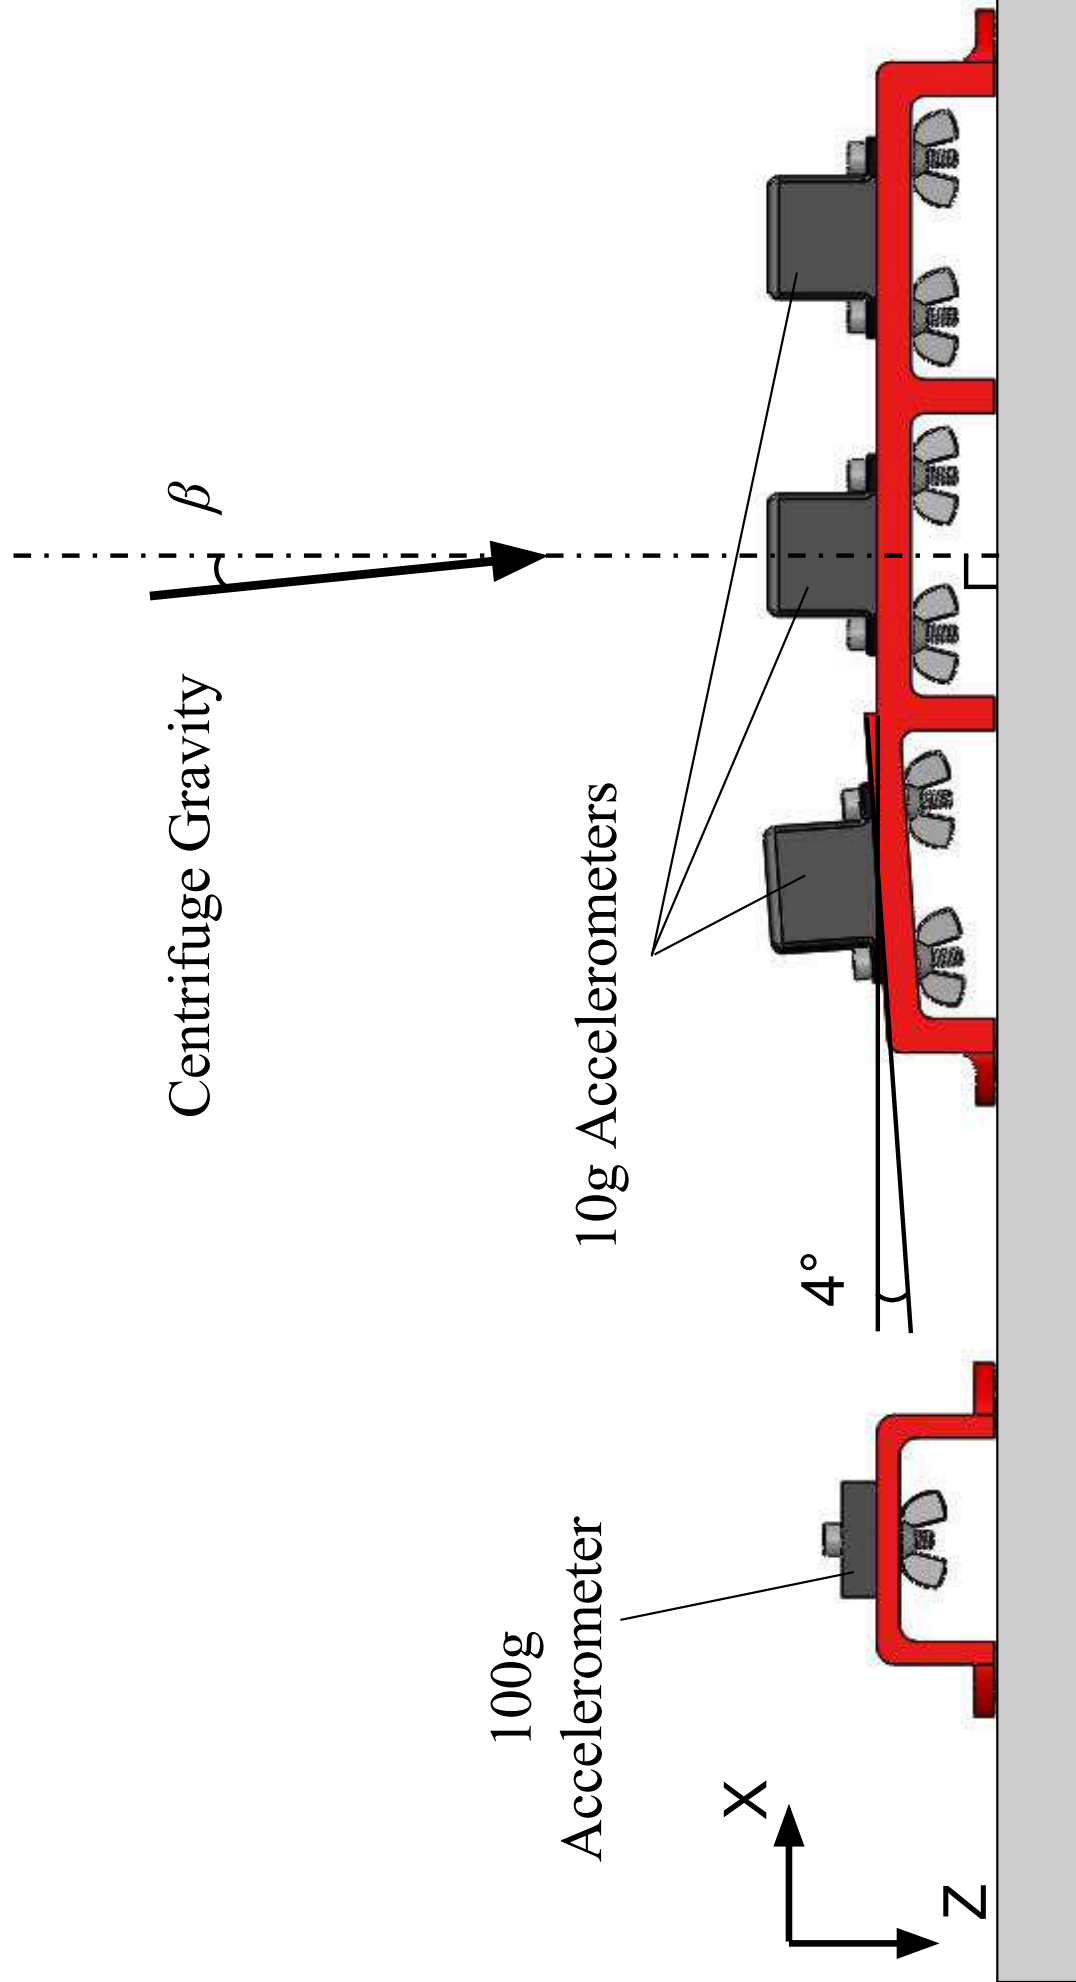 β
Centrifuge Gravity
10g Accelerometers
4°
100g
Accelerometer
X
Z